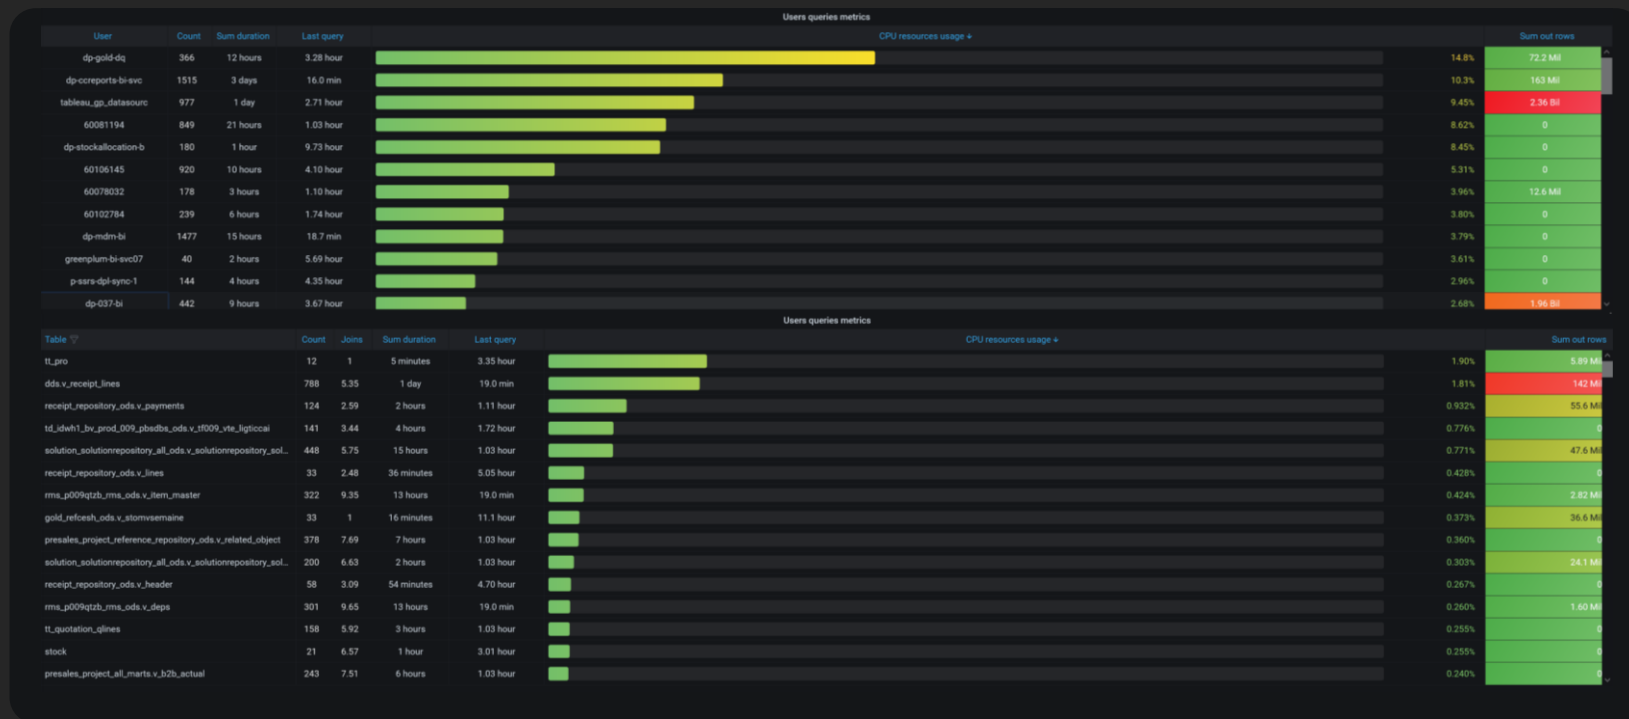 Users queries metrics
User Count Sum duration Last query CPU resources usage ↓ Sum out rows
dp-gold-dq 366 12 hours 3.28 hour 14.8% 72.2 Mil
dp-ccreports-bi-svc 1515 3 days 16.0 min 10.3% 163 Mil
tableau_gp_datasourc 977 1 day 2.71 hour 9.45% 2.36 Bil
60081194 849 21 hours 1.03 hour 8.62% 0
dp-stockallocation-b 180 1 hour 9.73 hour 8.45% 0
60106145 920 10 hours 4.10 hour 5.31% 0
60078032 178 3 hours 1.10 hour 3.96% 12.6 Mil
60102784 239 6 hours 1.74 hour 3.80% 0
dp-mdm-bi 1477 15 hours 18.7 min 3.79% 0
greenplum-bi-svc07 40 2 hours 5.69 hour 3.61% 0
p-ssrs-dpl-sync-1 144 4 hours 4.35 hour 2.96% 0
dp-037-bi 442 9 hours 3.67 hour 2.68% 1.96 Bil
Users queries metrics
Table Count Joins Sum duration Last query CPU resources usage ↓ Sum out rows
tt_pro 12 1 5 minutes 3.35 hour 1.90% 5.89 Mil
dds.v_receipt_lines 788 5.35 1 day 19.0 min 1.81% 142 Mil
receipt_repository_ods.v_payments 124 2.59 2 hours 1.11 hour 0.932% 55.6 Mil
td_idwh1_bv_prod_009_pbsdbs_ods.v_tf009_vte_ligticcai 141 3.44 4 hours 1.72 hour 0.776% 0
solution_solutionrepository_all_ods.v_solutionrepository_sol... 448 5.75 15 hours 1.03 hour 0.771% 47.6 Mil
receipt_repository_ods.v_lines 33 2.48 36 minutes 5.05 hour 0.428% 0
rms_p009qtzb_rms_ods.v_item_master 322 9.35 13 hours 19.0 min 0.424% 2.82 Mil
gold_refcesh_ods.v_stomvsemaine 33 1 16 minutes 11.1 hour 0.373% 36.6 Mil
presales_project_reference_repository_ods.v_related_object 378 7.69 7 hours 1.03 hour 0.360% 0
solution_solutionrepository_all_ods.v_solutionrepository_sol... 200 6.63 2 hours 1.03 hour 0.303% 24.1 Mil
receipt_repository_ods.v_header 58 3.09 54 minutes 4.70 hour 0.267% 0
rms_p009qtzb_rms_ods.v_deps 301 9.65 13 hours 19.0 min 0.260% 1.60 Mil
tt_quotation_qlines 158 5.92 3 hours 1.03 hour 0.255% 0
stock 21 6.57 1 hour 3.01 hour 0.255% 0
presales_project_all_marts.v_b2b_actual 243 7.51 6 hours 1.03 hour 0.240% 0